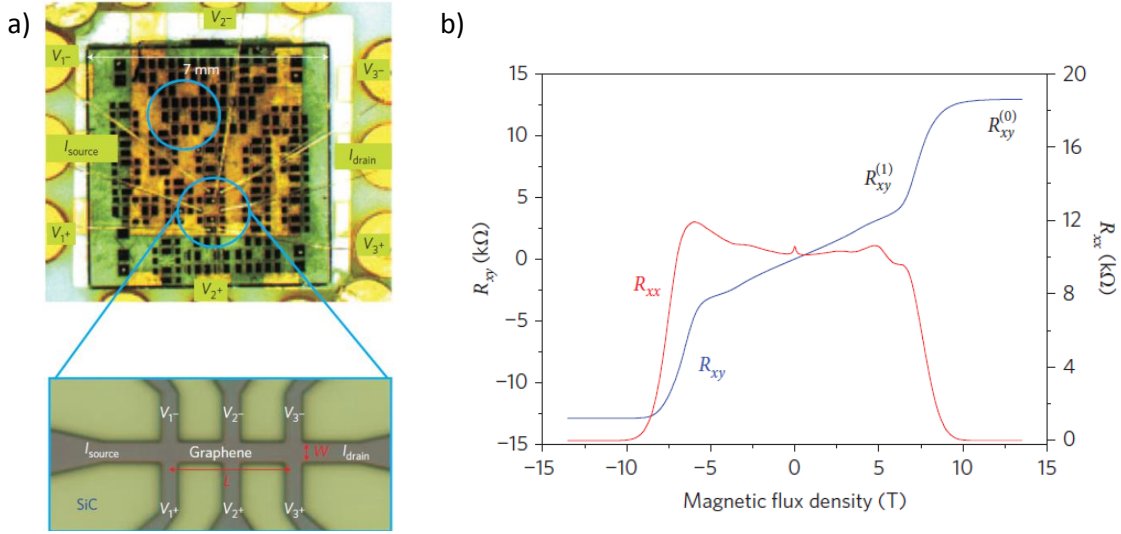 a)
V2−
V1−
7 mm
V3−
Isource
Idrain
V1+
V3+
V2+
V1− V2− V3−
Isource Graphene W Idrain
L
SiC V1+ V2+ V3+
b)
15 20
10 16
5 12
0 8
−5 4
−10 0
−15
Rxy (kΩ)
Rxx (kΩ)
Rxy(0)
Rxy(1)
Rxx
Rxy
−15 −10 −5 0 5 10 15
Magnetic flux density (T)